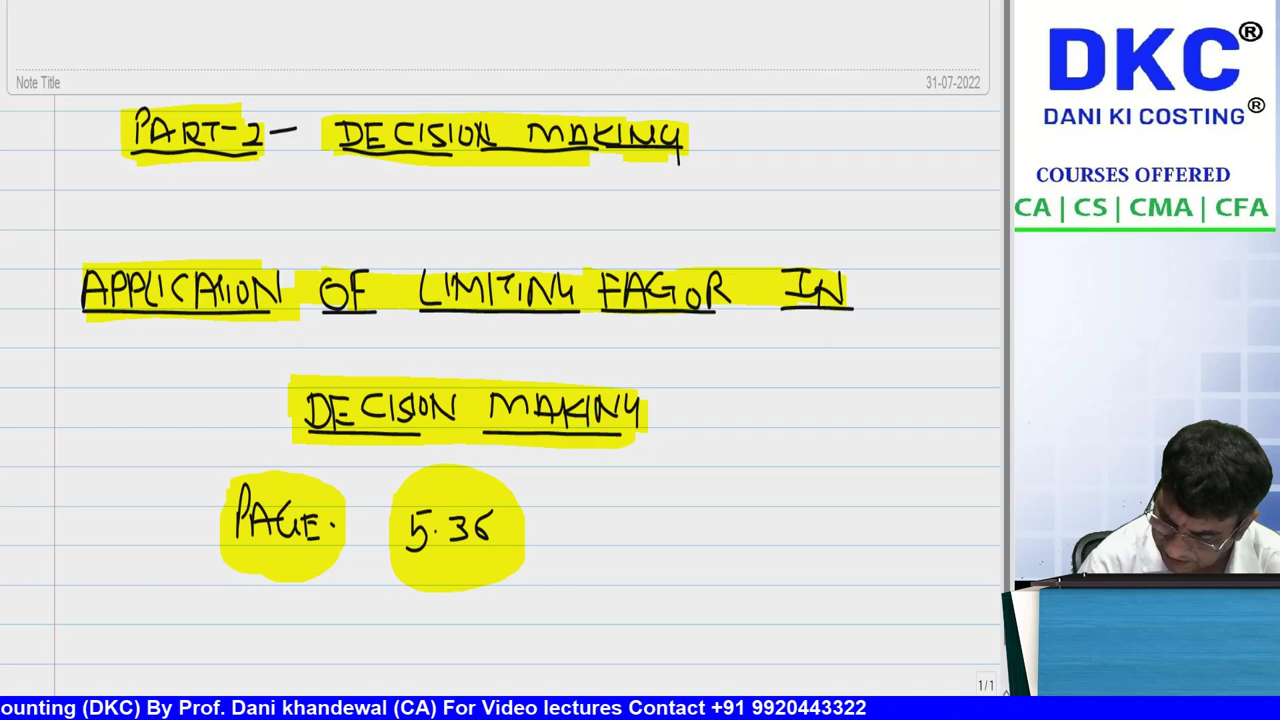 Note Title
31-07-2022
PART-2 - DECISION MAKING
APPLICATION OF LIMITING FACTOR IN
DECISION MAKING
PAGE. 5.36
1/1
DKC®
DANI KI COSTING®
COURSES OFFERED
CA | CS | CMA | CFA
ounting (DKC) By Prof. Dani khandewal (CA) For Video lectures Contact +91 9920443322